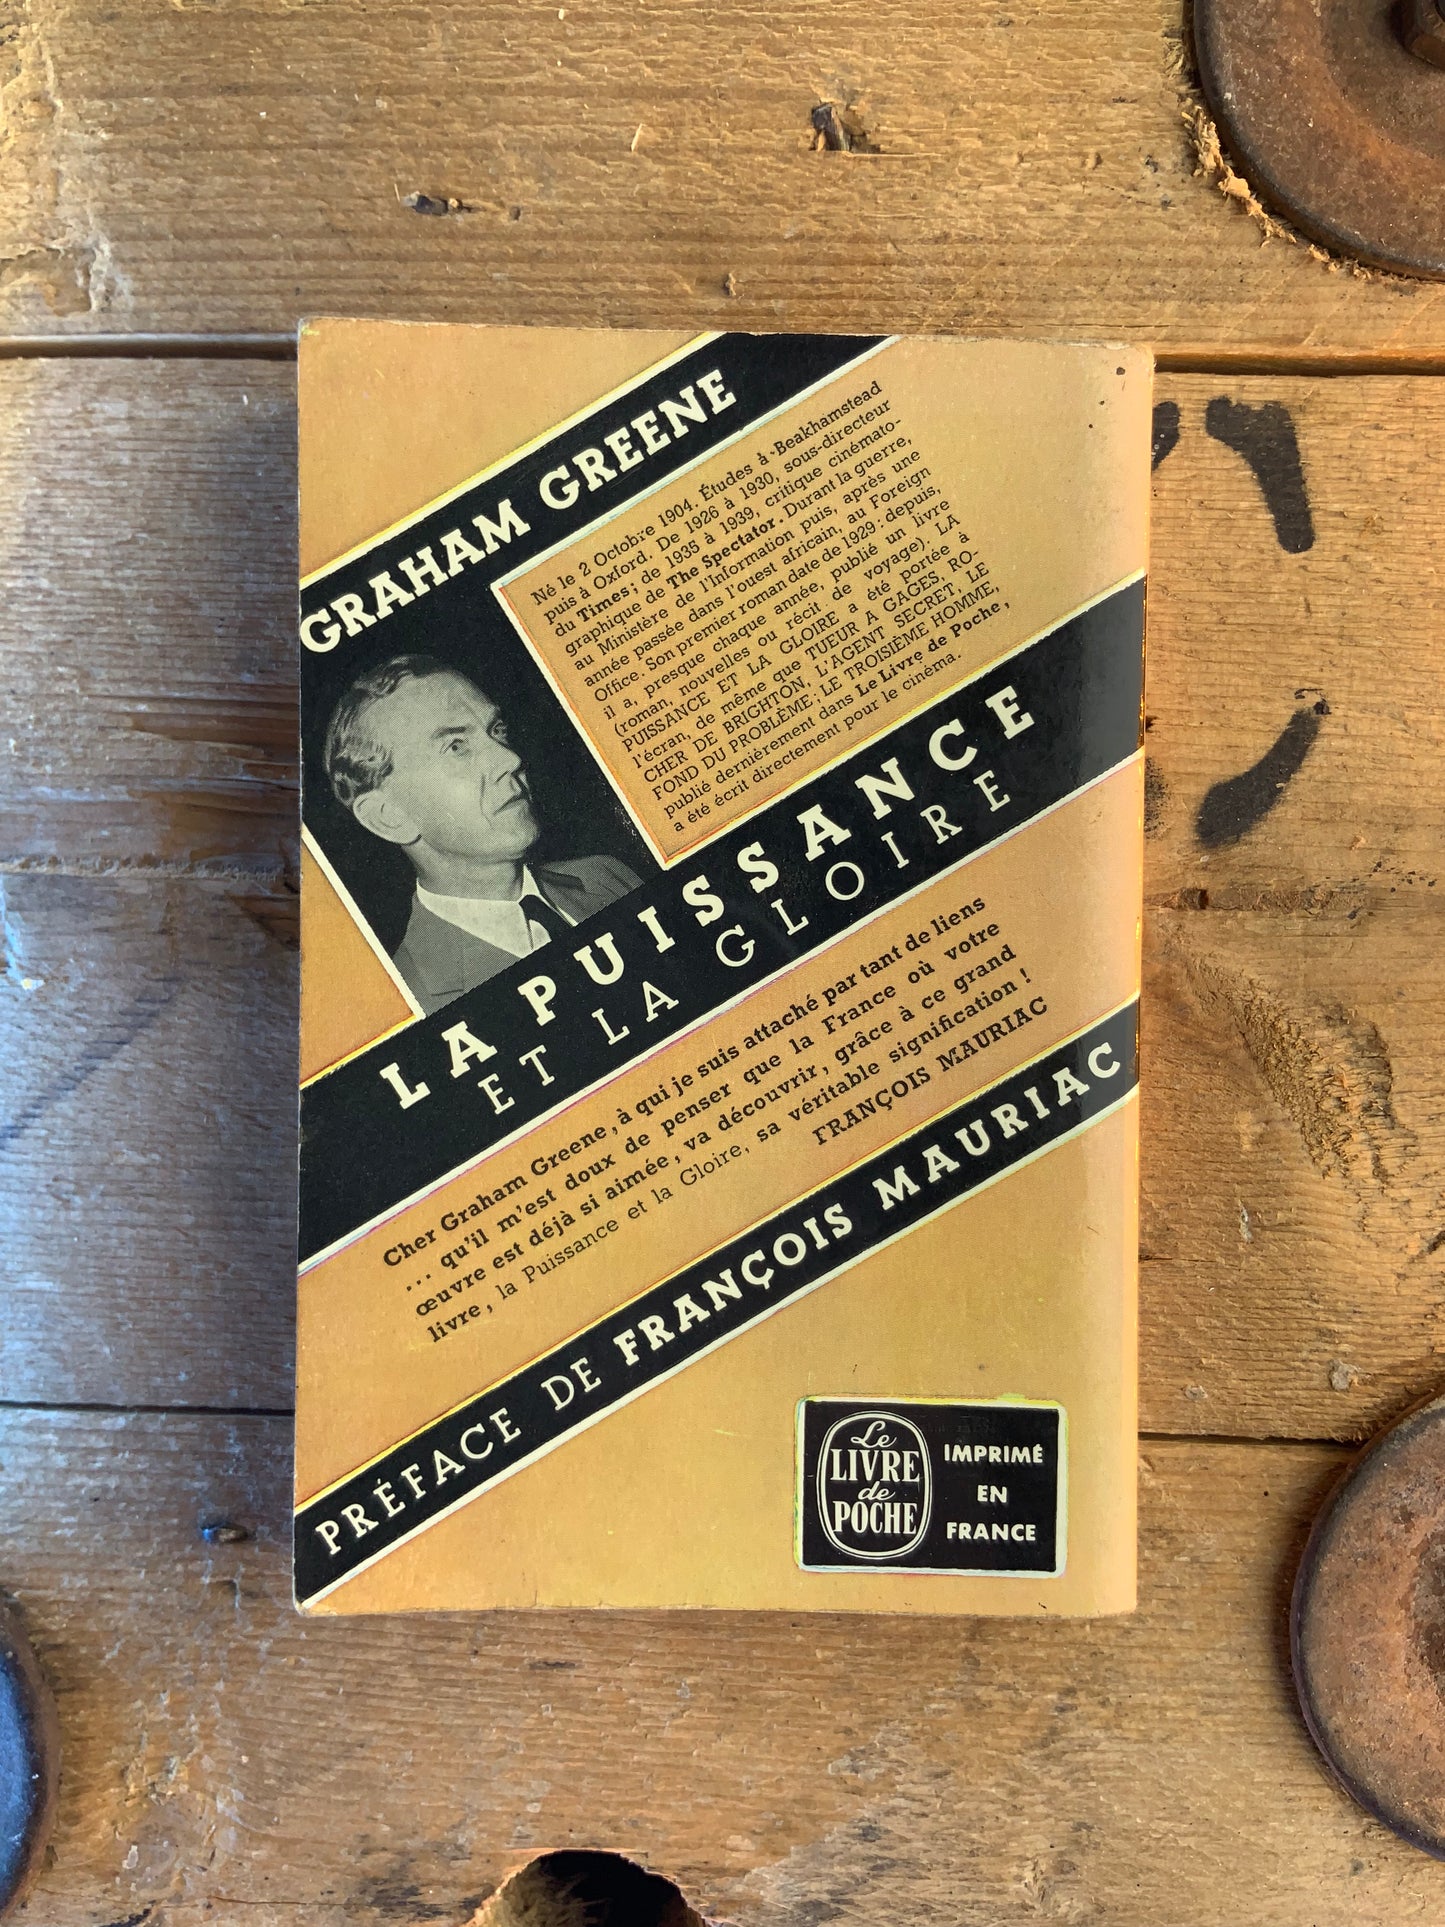 GRAHAM GREENE
Né le 2 Octobre 1904. Études à Beakhamstead
puis à Oxford. De 1926 à 1930, sous-directeur
du Times; de 1935 à 1939, critique cinémato-
graphique de The Spectator. Durant la guerre,
au Ministère de l'Information puis, après une
année passée dans l'ouest africain, au Foreign
Office. Son premier roman date de 1929: depuis,
il a, presque chaque année, publié un livre
(roman, nouvelles ou récit de voyage). LA
PUISSANCE ET LA GLOIRE a été portée à
l'écran, de même que TUEUR A GAGES, RO-
CHER DE BRIGHTON, L'AGENT SECRET, LE
FOND DU PROBLÈME; LE TROISIÈME HOMME,
publié dernièrement dans Le Livre de Poche,
a été écrit directement pour le cinéma.
LA PUISSANCE
ET LA GLOIRE
Cher Graham Greene, à qui je suis attaché par tant de liens
... qu'il m'est doux de penser que la France où votre
œuvre est déjà si aimée, va découvrir, grâce à ce grand
livre, la Puissance et la Gloire, sa véritable signification!
FRANÇOIS MAURIAC
PRÉFACE DE FRANÇOIS MAURIAC
Le
LIVRE
de
POCHE
IMPRIMÉ
EN
FRANCE